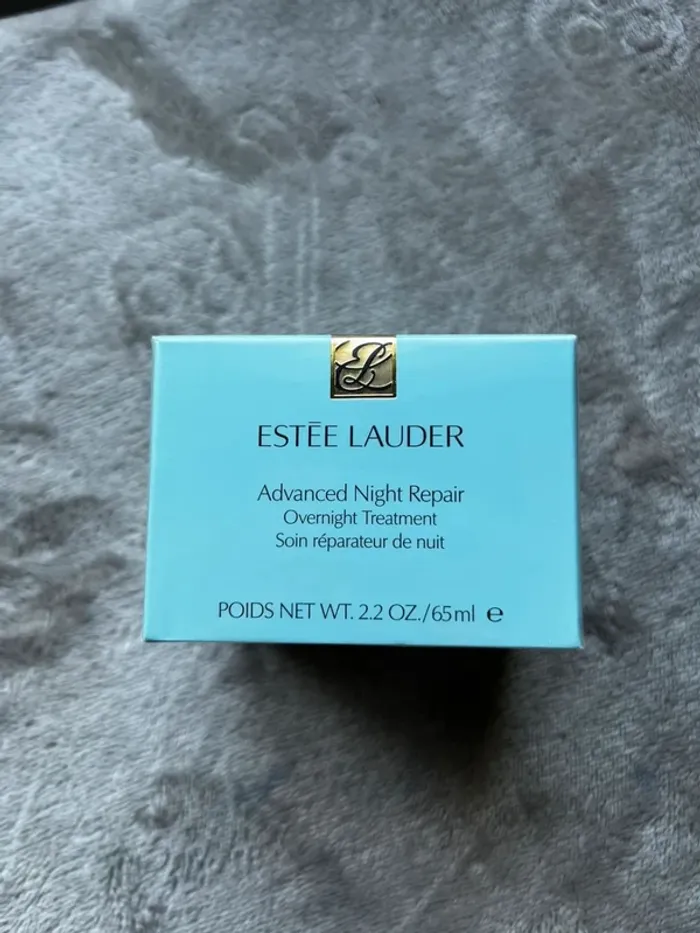 EL
ESTĒE LAUDER
Advanced Night Repair
Overnight Treatment
Soin réparateur de nuit
POIDS NET WT. 2.2 OZ./65ml ℮